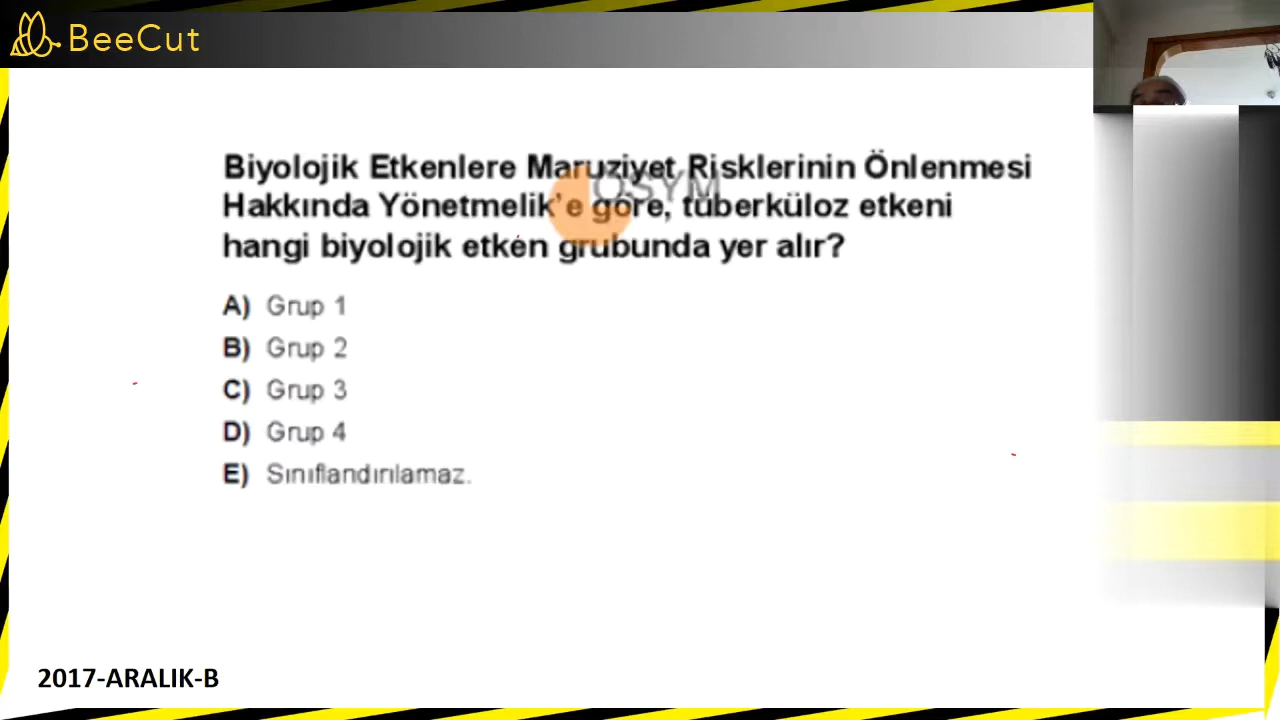 BeeCut
Biyolojik Etkenlere Maruziyet Risklerinin Önlenmesi
Hakkında Yönetmelik'e göre, tüberküloz etkeni
hangi biyolojik etken grubunda yer alır?
ÖSYM
A) Grup 1
B) Grup 2
C) Grup 3
D) Grup 4
E) Sınıflandırılamaz.
2017-ARALIK-B